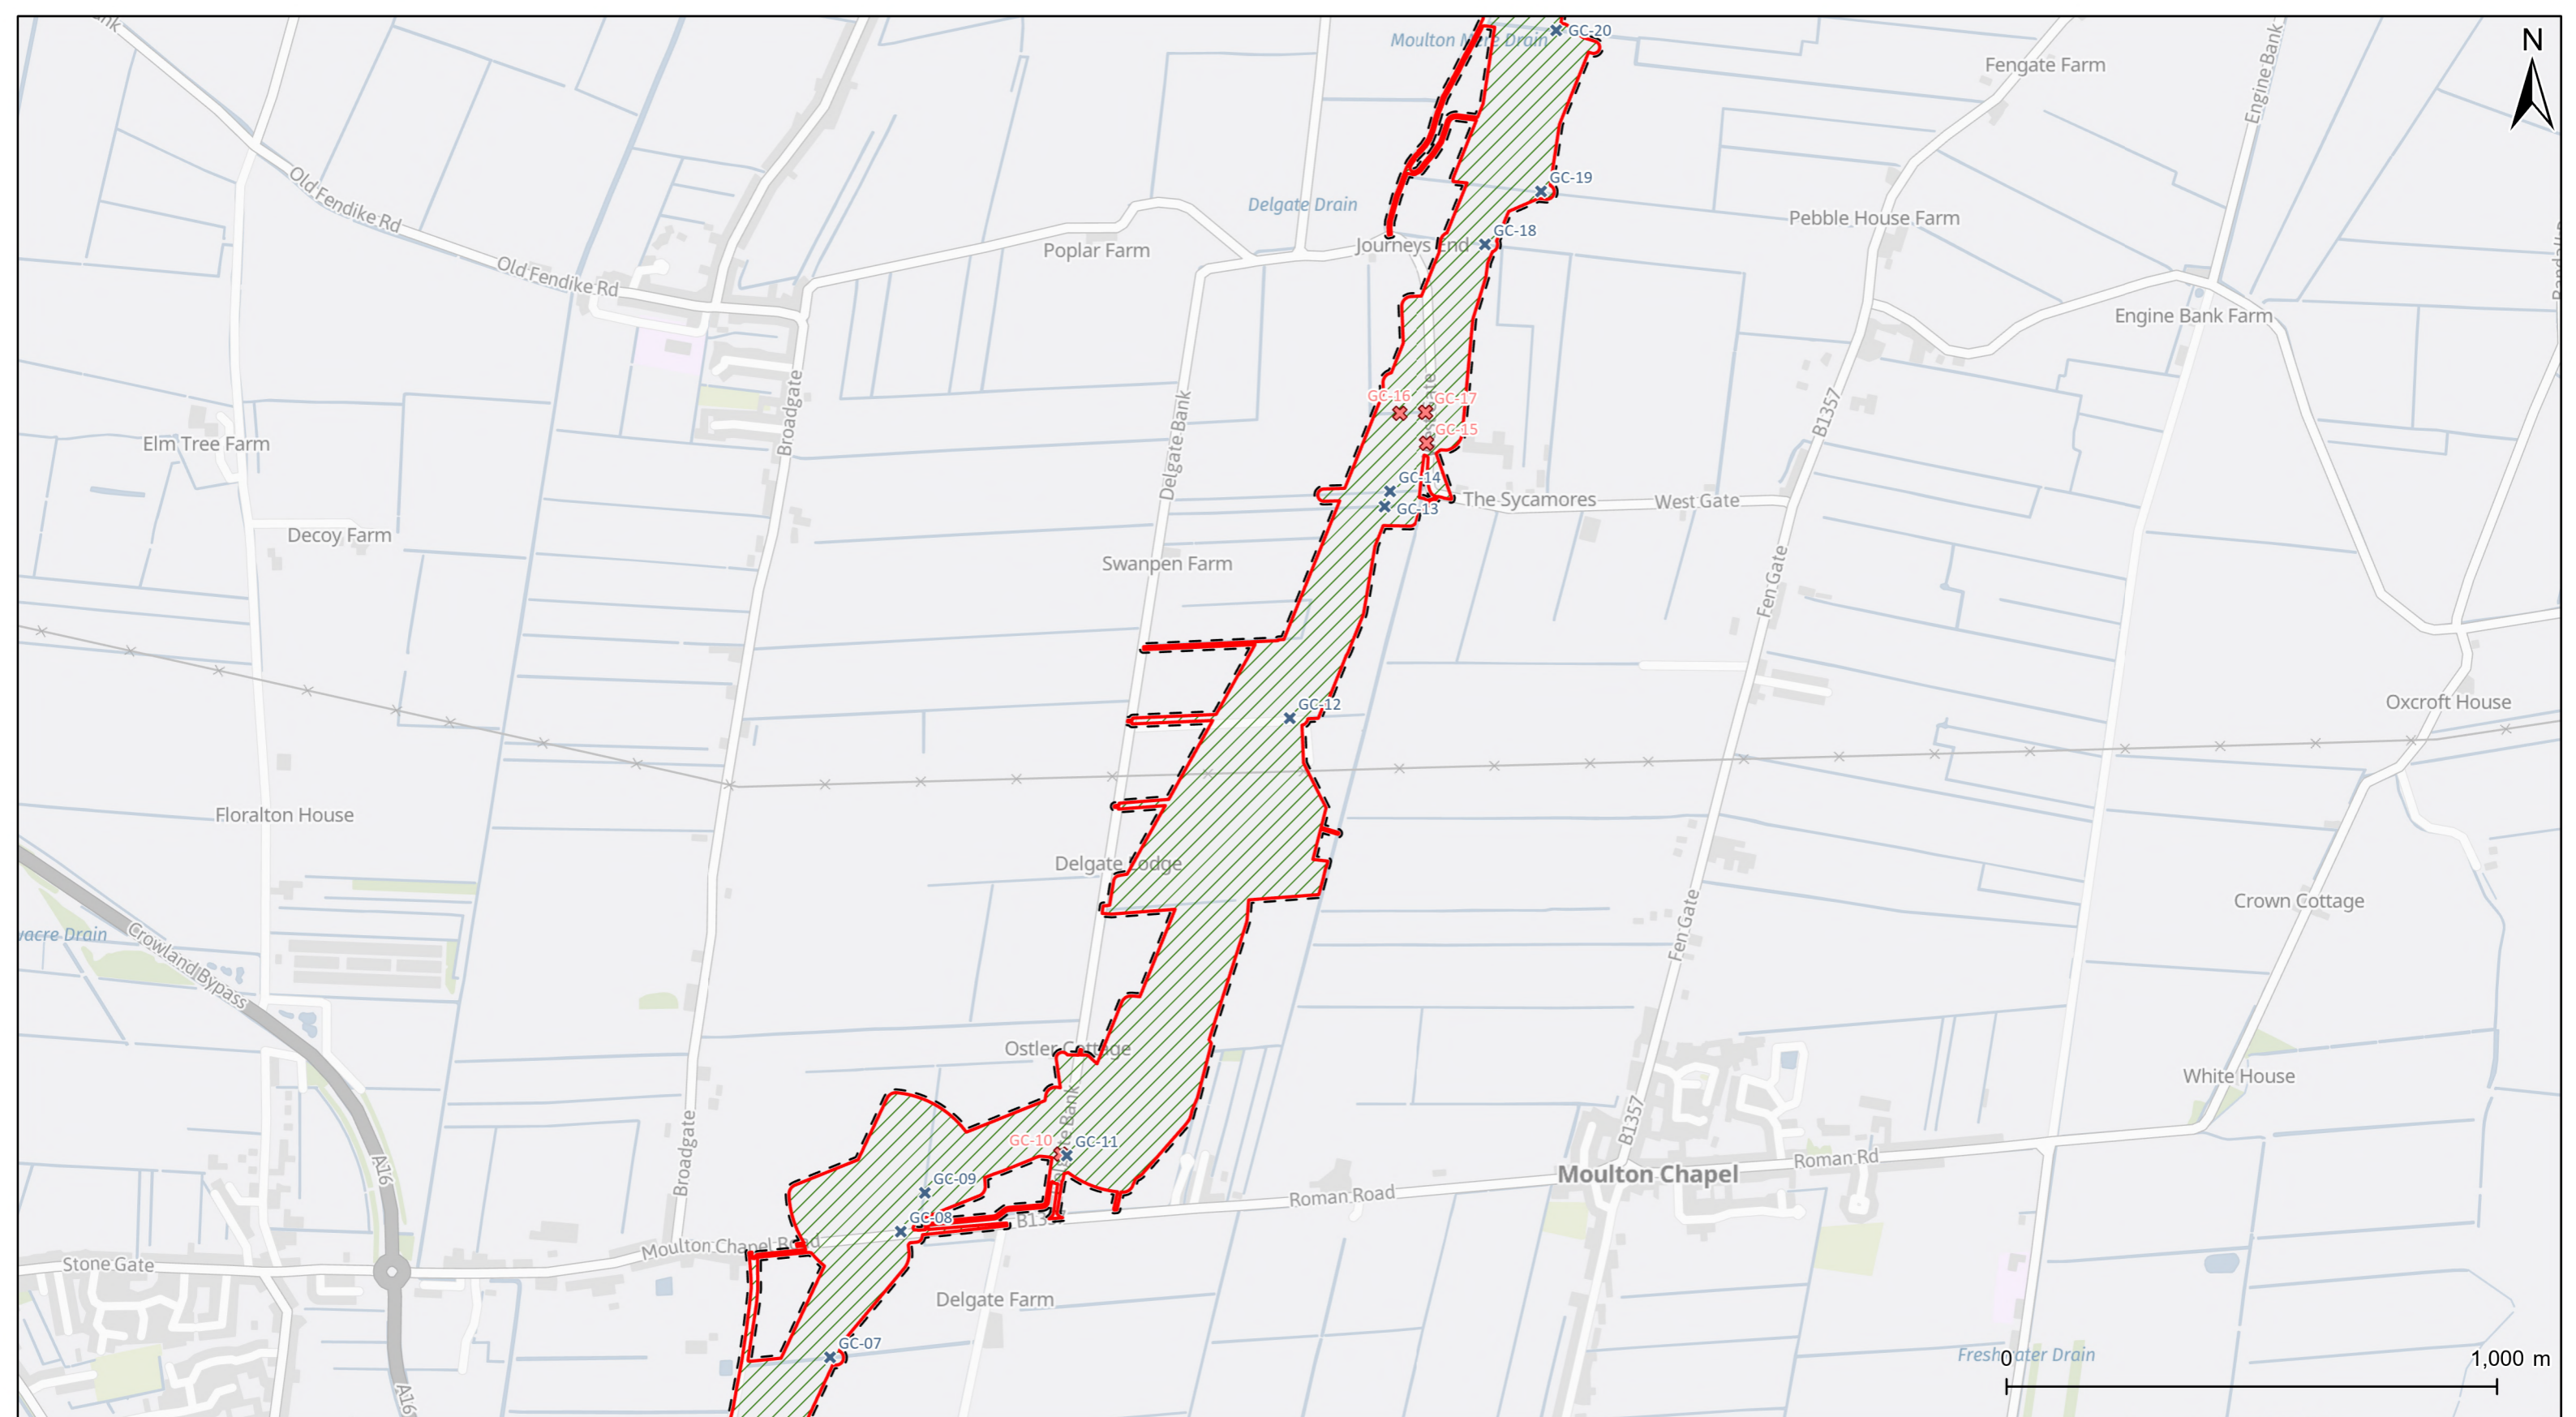 GC-20
N
Moulton Mere Drain
Fengate Farm
Engine Bank
Engine Bank
GC-19
Old Fendike Rd
Delgate Drain
Pebble House Farm
GC-18
Journeys End
Poplar Farm
Old Fendike Rd
Engine Bank Farm
GC-16
GC-17
B1357
Broadgate
Delgate Bank
GC-15
Elm Tree Farm
GC-14
The Sycamores
West Gate
GC-13
Decoy Farm
Swanpen Farm
Fen Gate
GC-12
Oxcroft House
Floralton House
Delgate Lodge
Crown Cottage
Fen Gate
Crowland Bypass
Ostler Cottage
White House
B1357
GC-10
GC-11
Broadgate
A16
Roman Rd
Moulton Chapel
GC-09
Roman Road
GC-08
B1357
Moulton Chapel Road
Stone Gate
Delgate Farm
GC-07
Freshwater Drain
0
1,000 m
A16